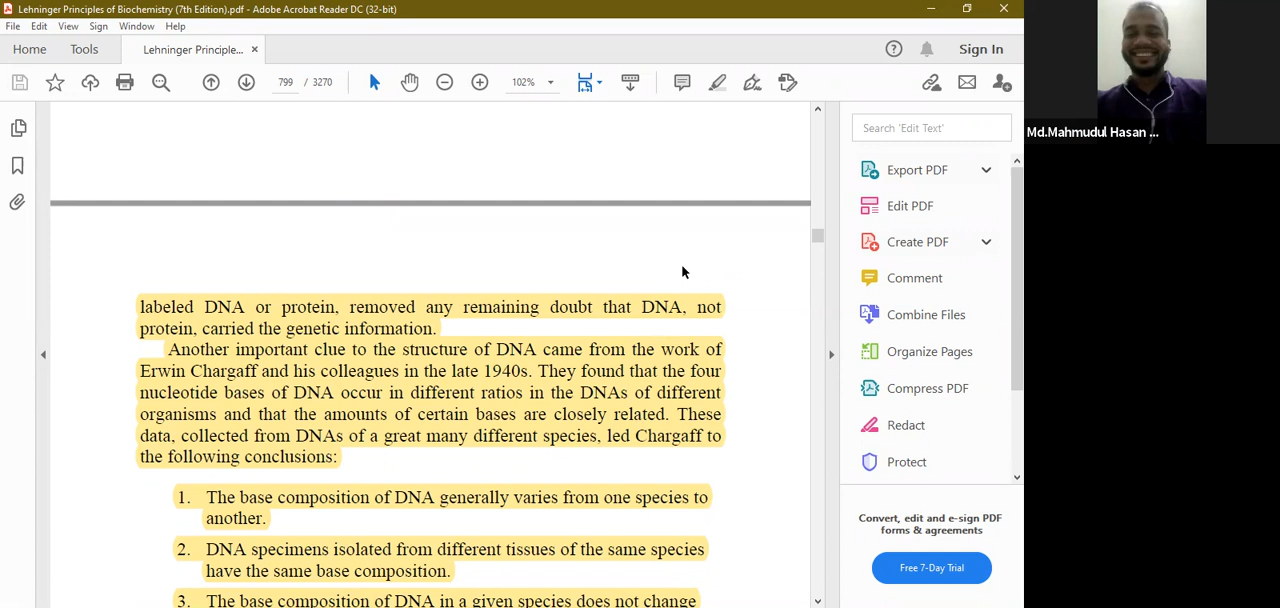 Lehninger Principles of Biochemistry (7th Edition).pdf - Adobe Acrobat Reader DC (32-bit)
File Edit View Sign Window Help
Home Tools Lehninger Principle... × Sign In
799 / 3270 102%
Md.Mahmudul Hasan ...
Search 'Edit Text'
Export PDF
Edit PDF
Create PDF
Comment
Combine Files
Organize Pages
Compress PDF
Redact
Protect
Convert, edit and e-sign PDF
forms & agreements
Free 7-Day Trial
labeled DNA or protein, removed any remaining doubt that DNA, not
protein, carried the genetic information.
Another important clue to the structure of DNA came from the work of
Erwin Chargaff and his colleagues in the late 1940s. They found that the four
nucleotide bases of DNA occur in different ratios in the DNAs of different
organisms and that the amounts of certain bases are closely related. These
data, collected from DNAs of a great many different species, led Chargaff to
the following conclusions:
1. The base composition of DNA generally varies from one species to
another.
2. DNA specimens isolated from different tissues of the same species
have the same base composition.
3. The base composition of DNA in a given species does not change